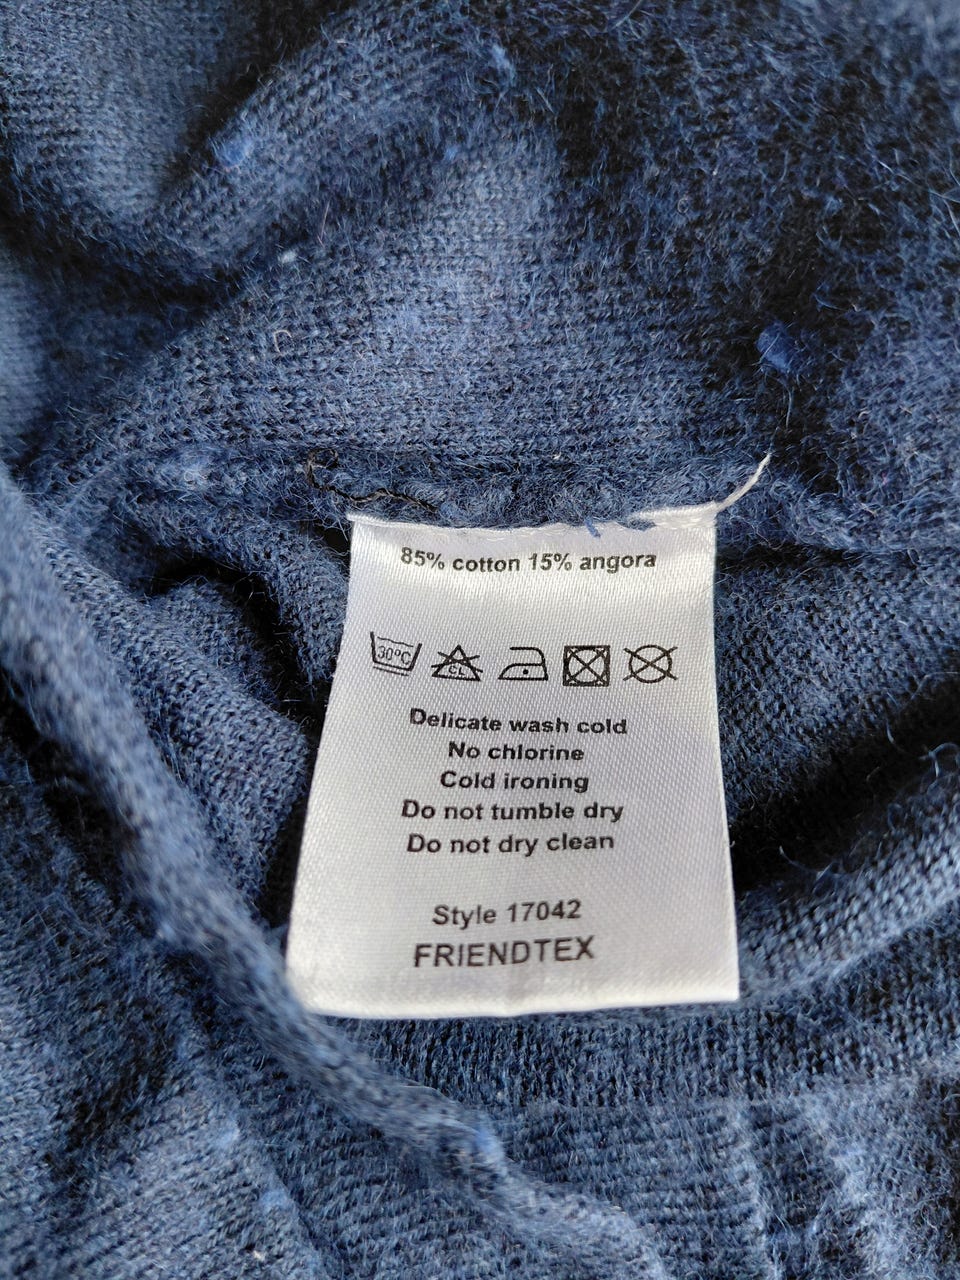 85% cotton 15% angora
30°C CL
Delicate wash cold
No chlorine
Cold ironing
Do not tumble dry
Do not dry clean
Style 17042
FRIENDTEX